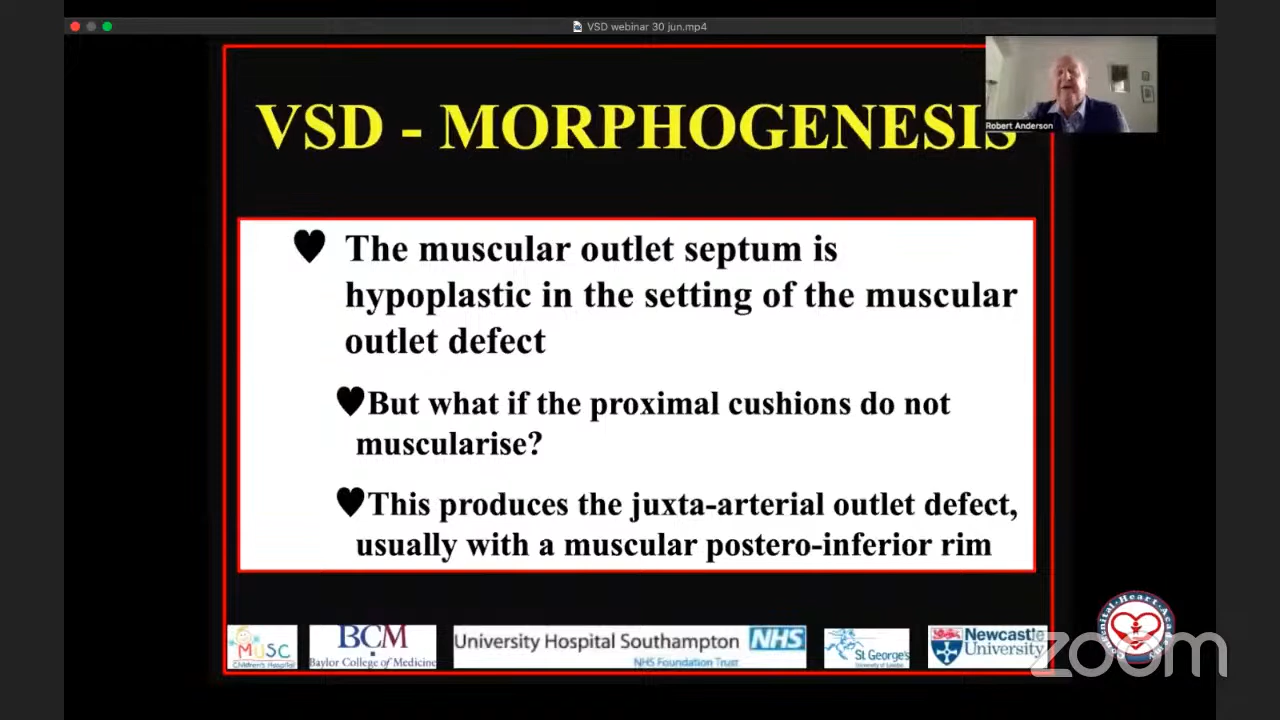 VSD webinar 30 jun.mp4
VSD - MORPHOGENESIS
Robert Anderson
The muscular outlet septum is
hypoplastic in the setting of the muscular
outlet defect
But what if the proximal cushions do not
muscularise?
This produces the juxta-arterial outlet defect,
usually with a muscular postero-inferior rim
MUSC
Children's Hospital
BCM
Baylor College of Medicine
University Hospital Southampton NHS
NHS Foundation Trust
St George's
University of London
Newcastle
University
Congenital Heart Academy
zoom